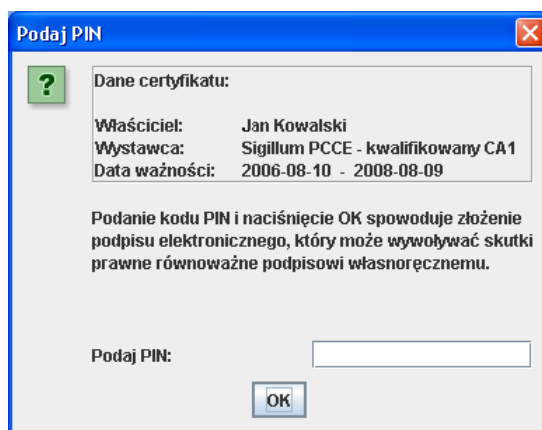 Podaj PIN
?
Dane certyfikatu:
Właściciel: Jan Kowalski
Wystawca: Sigillum PCCE - kwalifikowany CA1
Data ważności: 2006-08-10 - 2008-08-09
Podanie kodu PIN i naciśnięcie OK spowoduje złożenie
podpisu elektronicznego, który może wywoływać skutki
prawne równoważne podpisowi własnoręcznemu.
Podaj PIN:
OK